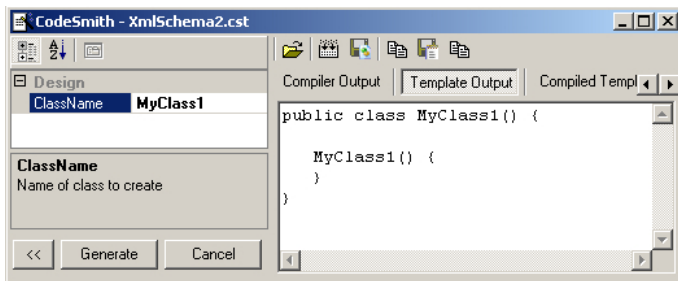 CodeSmith - XmlSchema2.cst
Design
ClassName MyClass1
ClassName
Name of class to create
<< Generate Cancel
Compiler Output Template Output Compiled Templ
public class MyClass1() {
MyClass1() {
}
}